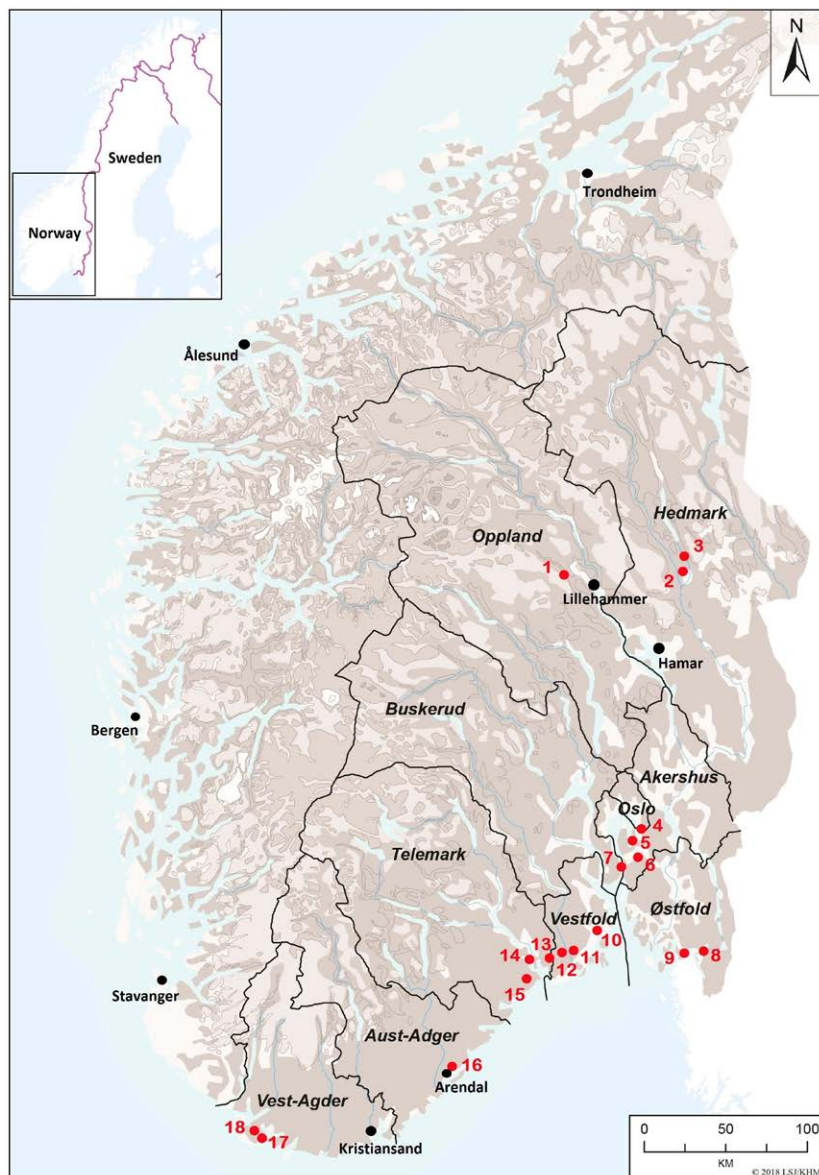 N
Sweden
Norway
Trondheim
Ålesund
Hedmark
Oppland
3
1
2
Lillehammer
Hamar
Buskerud
Bergen
Akershus
Oslo
4
5
Telemark
7
6
Vestfold
Østfold
10
13
14
11
9
8
12
15
Stavanger
Aust-Adger
16
Arendal
Vest-Agder
18
17
Kristiansand
0
50
100
KM
© 2018 LSJ/KHM